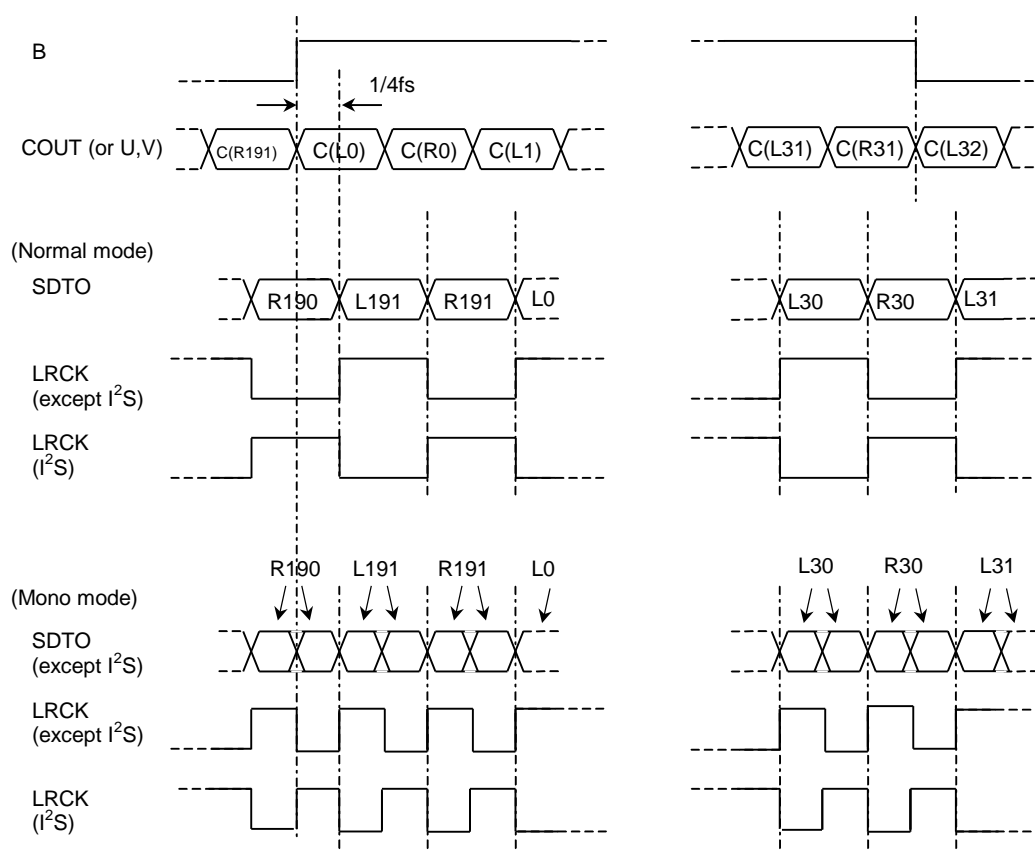 B
1/4fs
COUT (or U,V)
C(R191) C(L0) C(R0) C(L1) C(L31) C(R31) C(L32)
(Normal mode)
SDTO
R190 L191 R191 L0 L30 R30 L31
LRCK
(except I²S)
LRCK
(I²S)
R190 L191 R191 L0 L30 R30 L31
(Mono mode)
SDTO
(except I²S)
LRCK
(except I²S)
LRCK
(I²S)